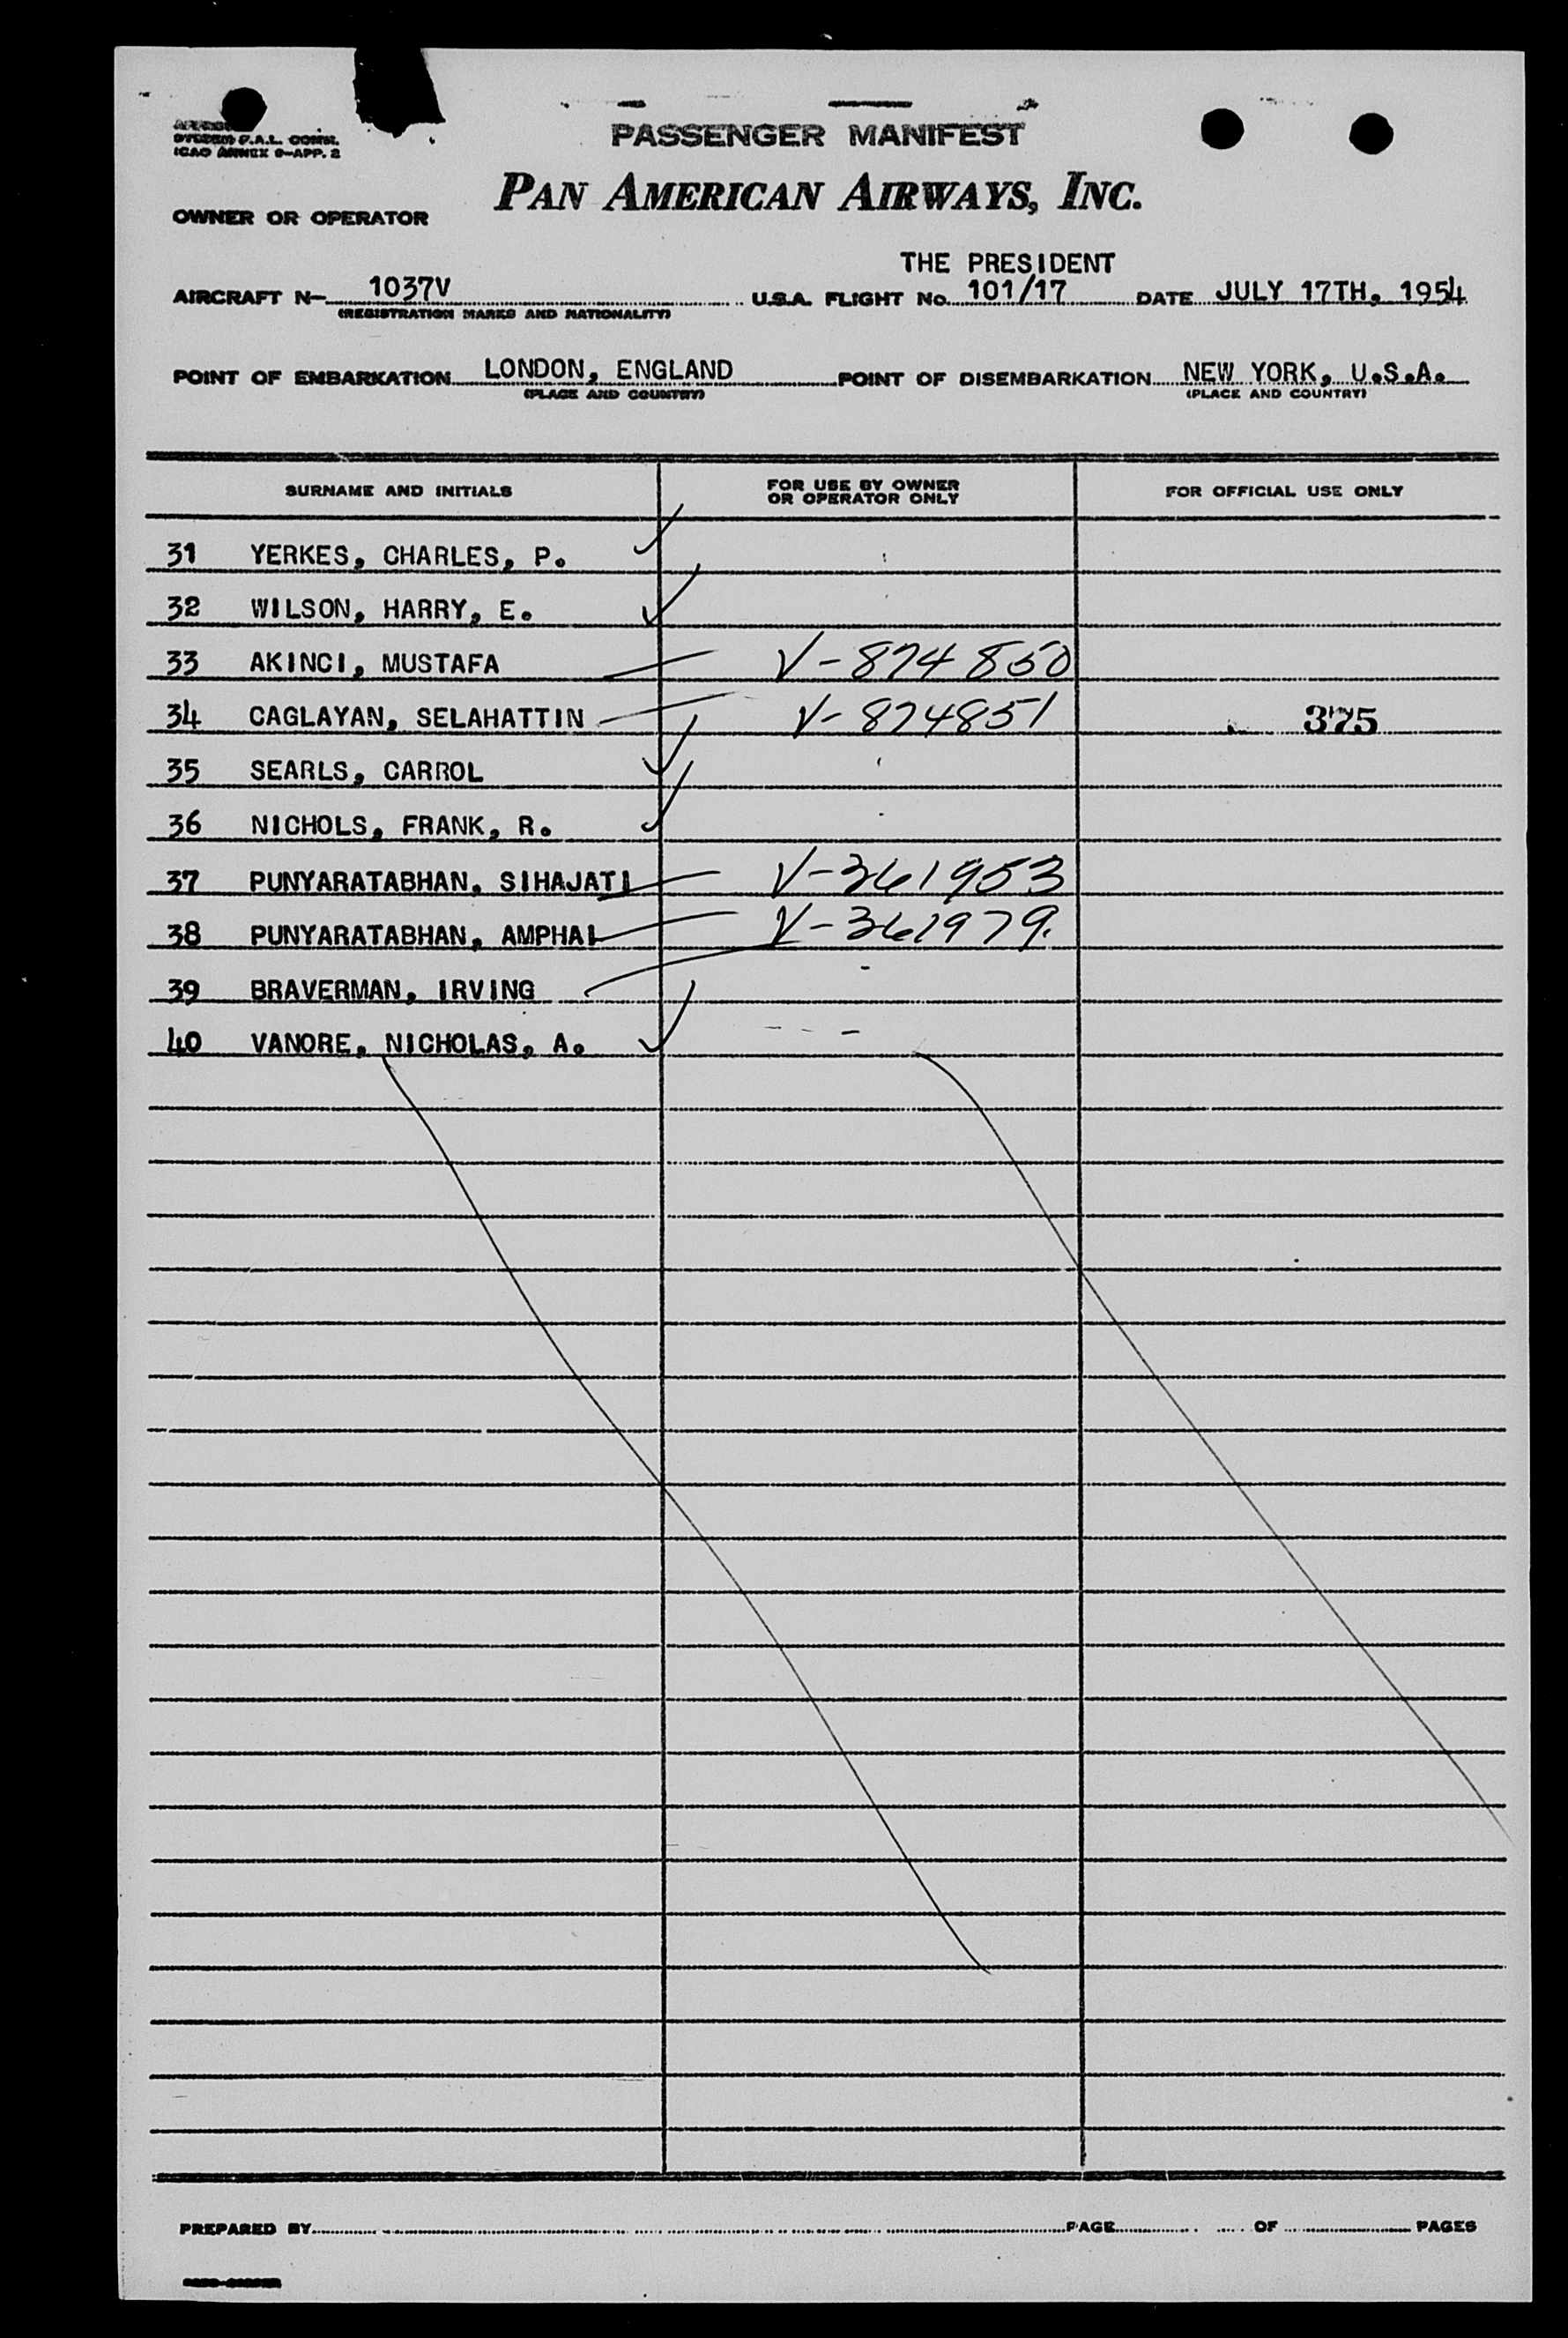 P.A.L. COMM.
ICAO ANNEX 9-APP. 2
PASSENGER MANIFEST
PAN AMERICAN AIRWAYS, INC.
OWNER OR OPERATOR
THE PRESIDENT
AIRCRAFT N- 1037V U.S.A. FLIGHT No. 101/17 DATE JULY 17TH, 1954
(REGISTRATION MARKS AND NATIONALITY)
POINT OF EMBARKATION LONDON, ENGLAND POINT OF DISEMBARKATION NEW YORK, U.S.A.
(PLACE AND COUNTRY) (PLACE AND COUNTRY)
SURNAME AND INITIALS FOR USE BY OWNER OR OPERATOR ONLY FOR OFFICIAL USE ONLY
31 YERKES, CHARLES, P.
32 WILSON, HARRY, E.
33 AKINCI, MUSTAFA V-874850
34 CAGLAYAN, SELAHATTIN V-874851 375
35 SEARLS, CARROL
36 NICHOLS, FRANK, R.
37 PUNYARATABHAN, SIHAJATI V-361953
38 PUNYARATABHAN, AMPHAI V-361979.
39 BRAVERMAN, IRVING
40 VANORE, NICHOLAS, A.
PREPARED BY PAGE OF PAGES